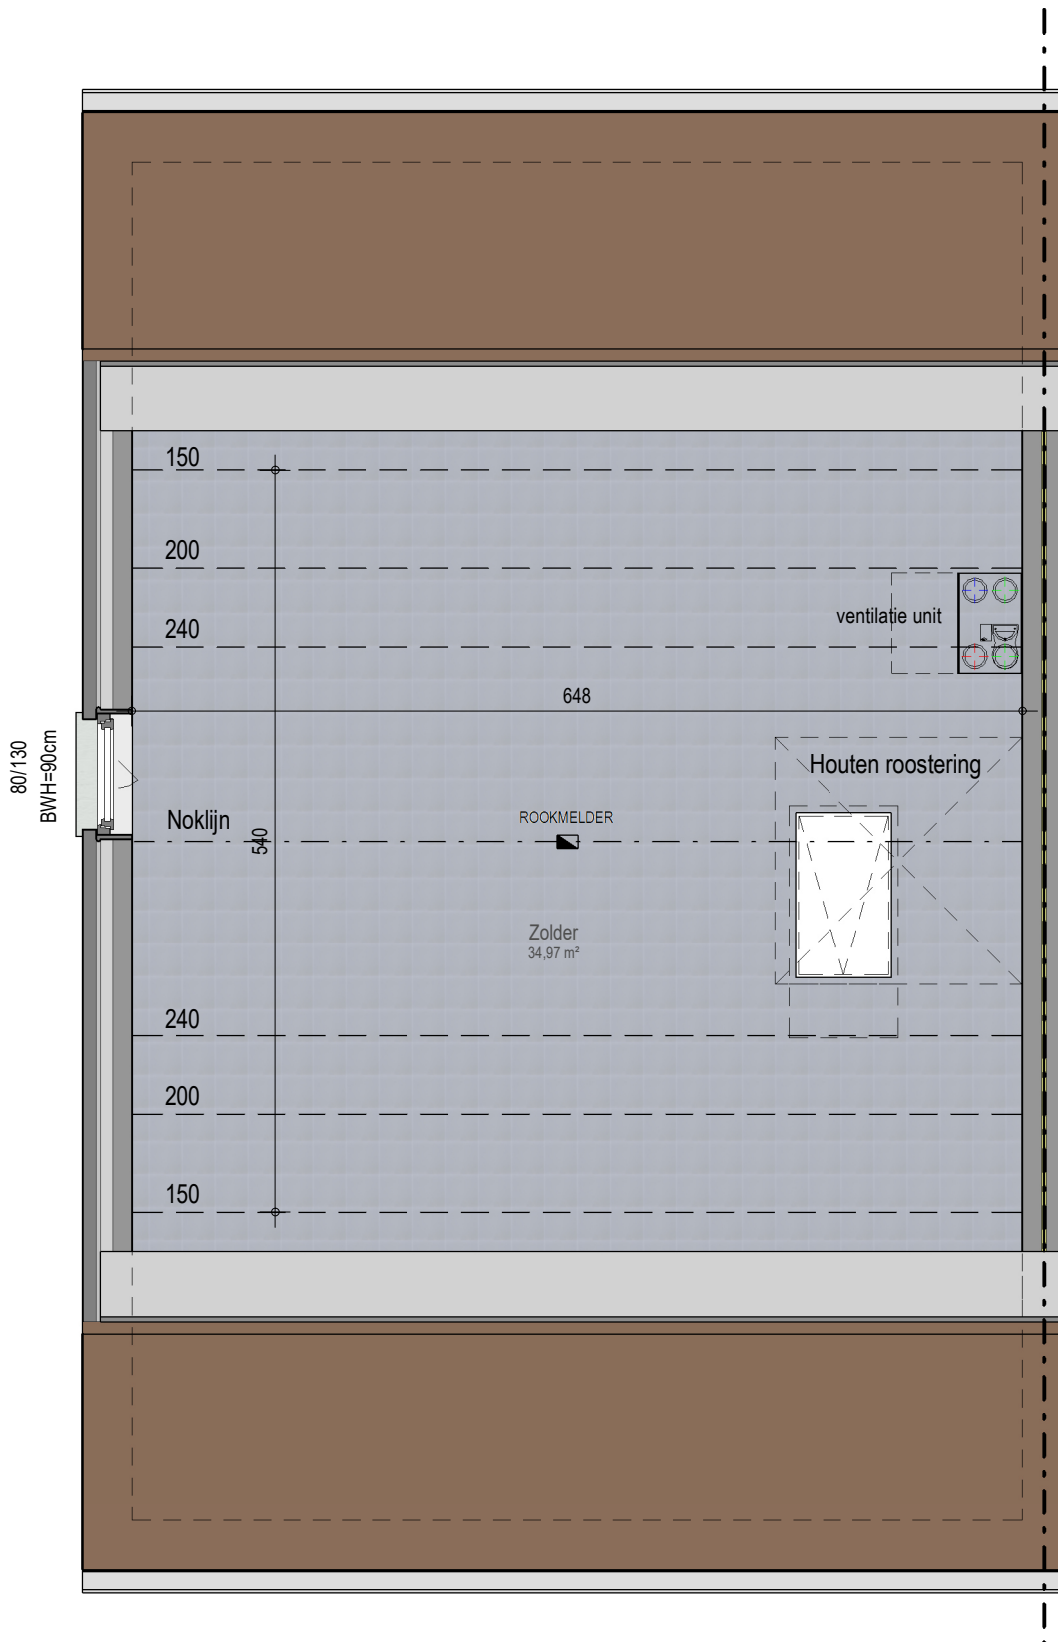 150
200
ventilatie unit
240
648
80/130
BWH=90cm
Houten roostering
Noklijn
ROOKMELDER
540
Zolder
34,97 m²
240
200
150